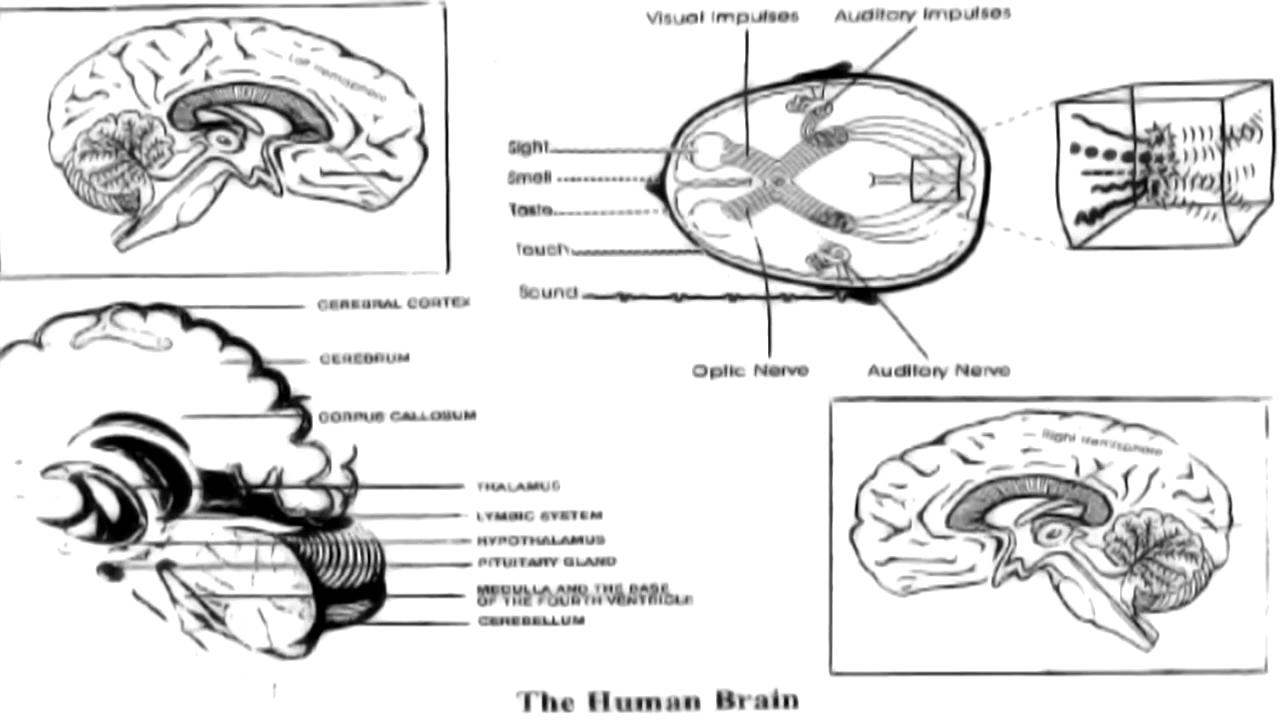 Left Hemisphere
Visual Impulses
Auditory Impulses
Sight
Smell
Taste
Touch
Sound
Optic Nerve
Auditory Nerve
CEREBRAL CORTEX
CEREBRUM
CORPUS CALLOSUM
THALAMUS
LYMBIC SYSTEM
HYPOTHALAMUS
PITUITARY GLAND
MEDULLA AND THE BASE
OF THE FOURTH VENTRICLE
CEREBELLUM
Right Hemisphere
The Human Brain